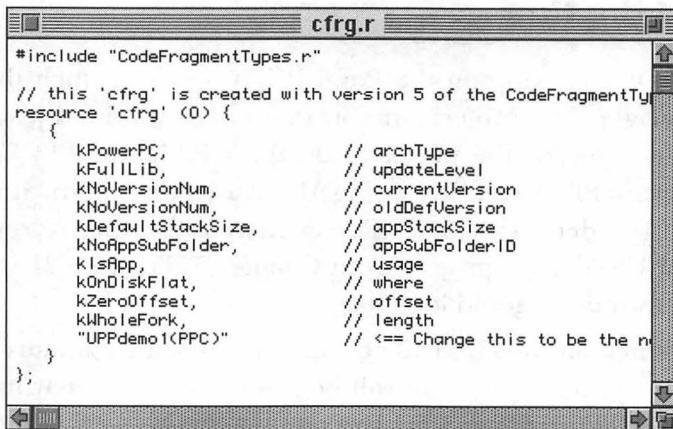 cfrg.r
#include "CodeFragmentTypes.r"
// this 'cfrg' is created with version 5 of the CodeFragmentTy
resource 'cfrg' (0) {
{
kPowerPC, // archType
kFullLib, // updateLevel
kNoVersionNum, // currentVersion
kNoVersionNum, // oldDefVersion
kDefaultStackSize, // appStackSize
kNoAppSubFolder, // appSubFolderID
kIsApp, // usage
kOnDiskFlat, // where
kZeroOffset, // offset
kWholeFork, // length
"UPPdemo1(PPC)" // <== Change this to be the n
}
};